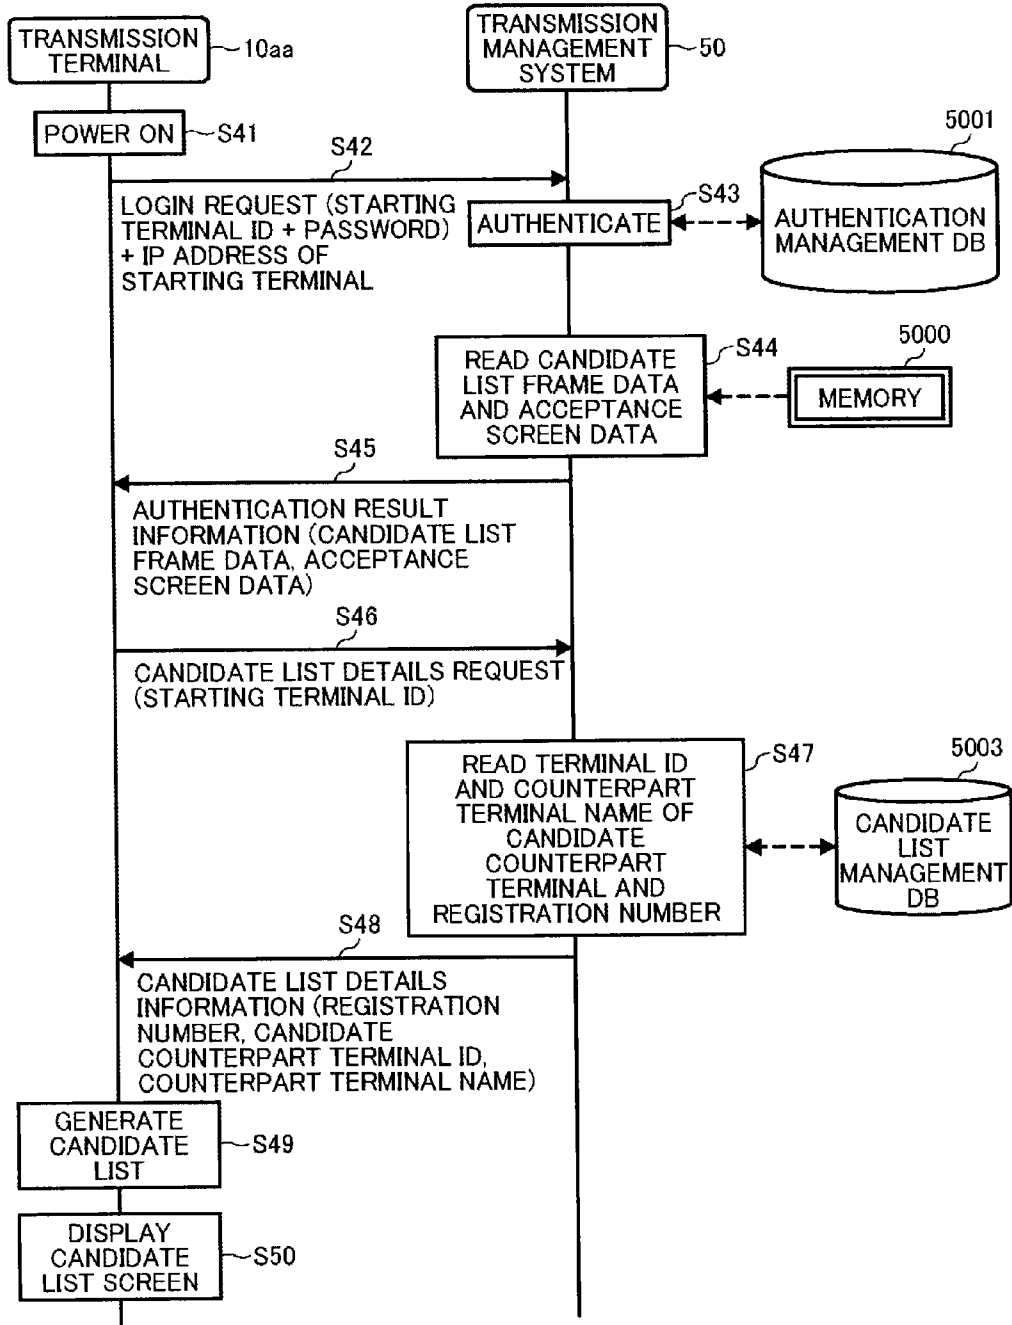 TRANSMISSION
TERMINAL
10aa
TRANSMISSION
MANAGEMENT
SYSTEM
50
POWER ON
S41
S42
LOGIN REQUEST (STARTING
TERMINAL ID + PASSWORD)
+ IP ADDRESS OF
STARTING TERMINAL
S43
AUTHENTICATE
5001
AUTHENTICATION
MANAGEMENT DB
READ CANDIDATE
LIST FRAME DATA
AND ACCEPTANCE
SCREEN DATA
S44
5000
MEMORY
S45
AUTHENTICATION RESULT
INFORMATION (CANDIDATE LIST
FRAME DATA, ACCEPTANCE
SCREEN DATA)
S46
CANDIDATE LIST DETAILS REQUEST
(STARTING TERMINAL ID)
READ TERMINAL ID
AND COUNTERPART
TERMINAL NAME OF
CANDIDATE
COUNTERPART
TERMINAL AND
REGISTRATION NUMBER
S47
5003
CANDIDATE
LIST
MANAGEMENT
DB
S48
CANDIDATE LIST DETAILS
INFORMATION (REGISTRATION
NUMBER, CANDIDATE
COUNTERPART TERMINAL ID,
COUNTERPART TERMINAL NAME)
GENERATE
CANDIDATE
LIST
S49
DISPLAY
CANDIDATE
LIST SCREEN
S50